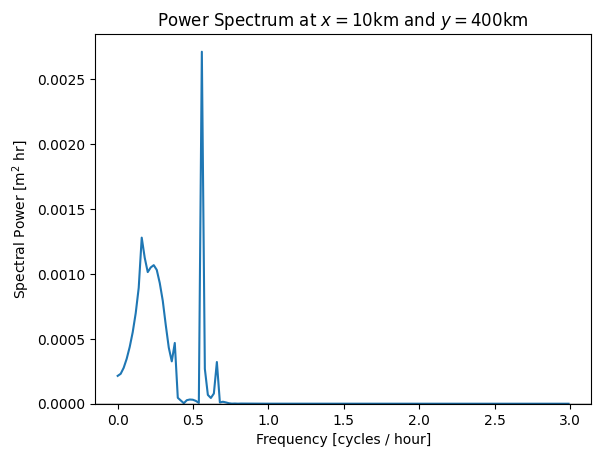 Power Spectrum at x = 10km and y = 400km
Spectral Power [m² hr]
0.0025
0.0020
0.0015
0.0010
0.0005
0.0000
0.0 0.5 1.0 1.5 2.0 2.5 3.0
Frequency [cycles / hour]